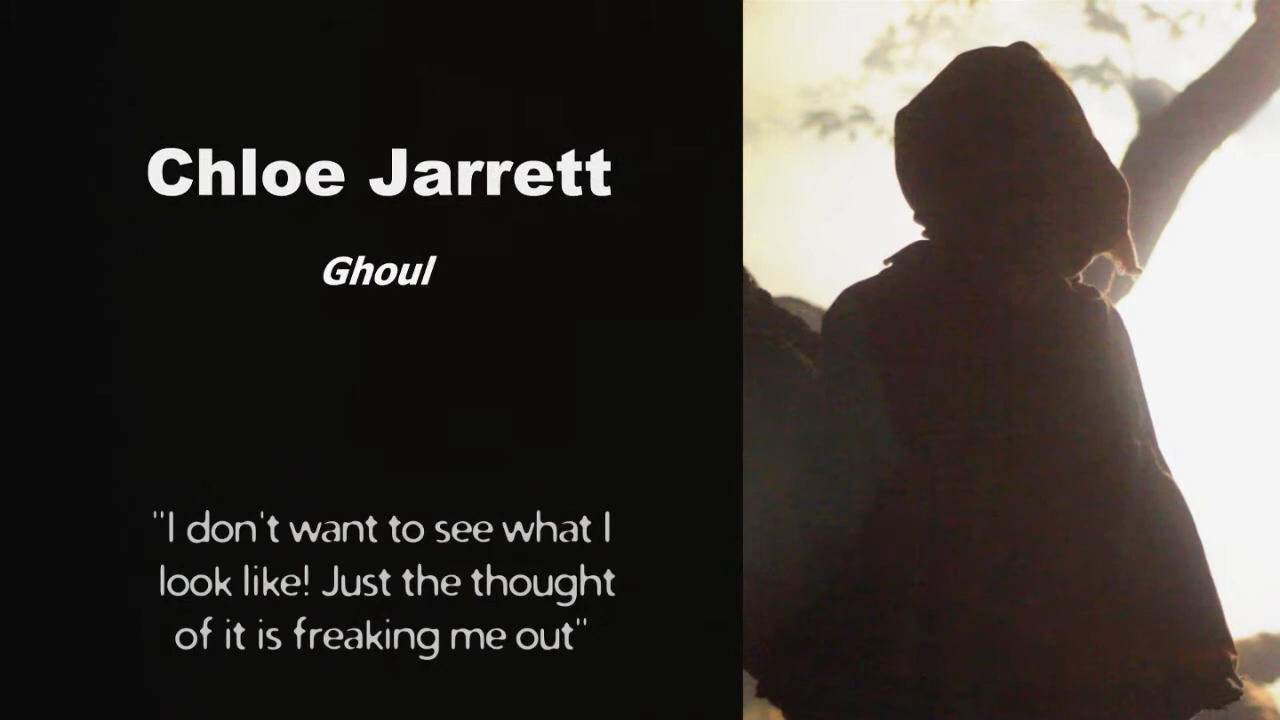 Chloe Jarrett
Ghoul
"I don't want to see what I
look like! Just the thought
of it is freaking me out"